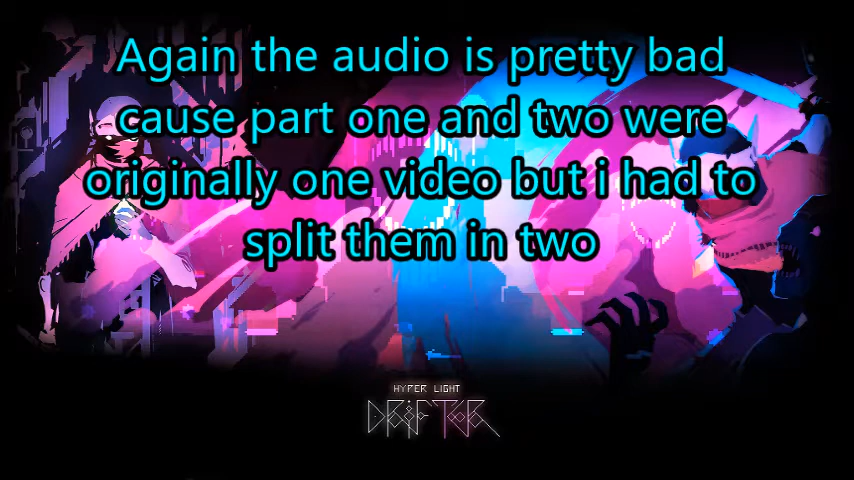 Again the audio is pretty bad
cause part one and two were
originally one video but i had to
split them in two
HYPER LIGHT
DRIFTER